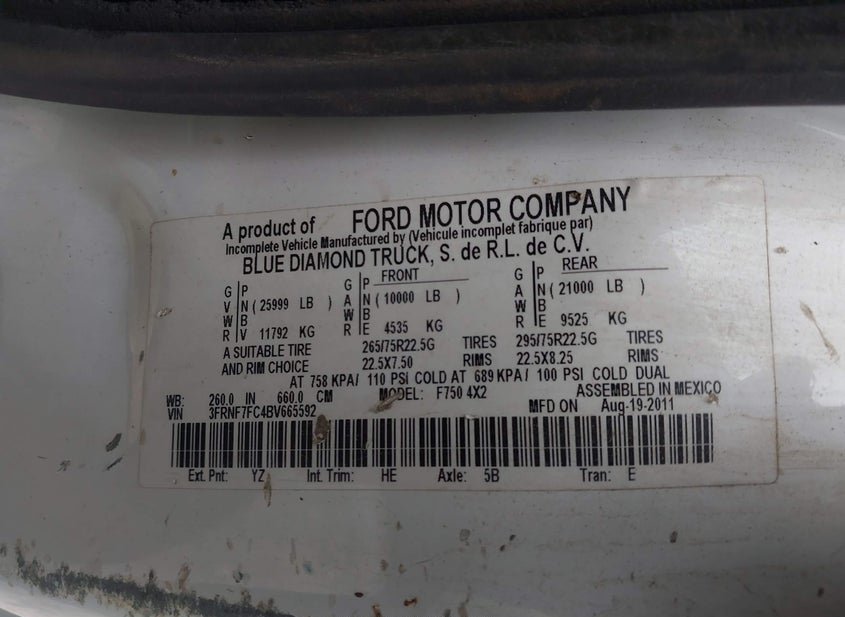 A product of FORD MOTOR COMPANY
Incomplete Vehicle Manufactured by (Vehicule incomplet fabrique par)
BLUE DIAMOND TRUCK, S. de R.L. de C.V.
FRONT REAR
G P G P G P
V N ( 25999 LB ) A N ( 10000 LB ) A N ( 21000 LB )
W B W B W B
R V 11792 KG R E 4535 KG R E 9525 KG
A SUITABLE TIRE 265/75R22.5G TIRES 295/75R22.5G TIRES
AND RIM CHOICE 22.5X7.50 RIMS 22.5X8.25 RIMS
AT 758 KPA/ 110 PSI COLD AT 689 KPA/ 100 PSI COLD DUAL
WB: 260.0 IN 660.0 CM MODEL: F750 4X2 ASSEMBLED IN MEXICO
VIN 3FRNF7FC4BV665592 MFD ON Aug-19-2011
Ext. Pnt: YZ Int. Trim: HE Axle: 5B Tran: E